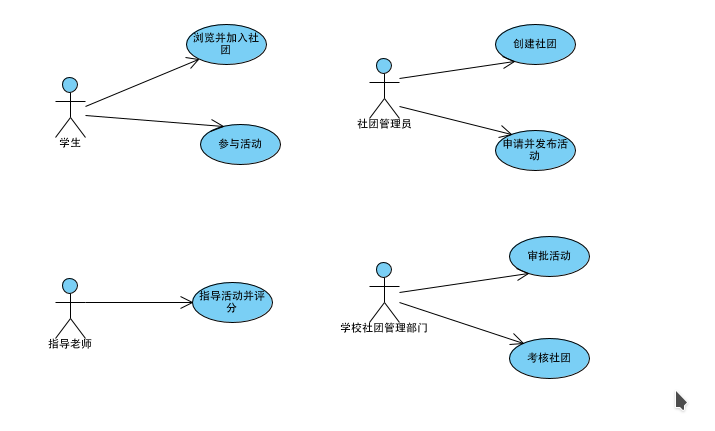 浏览并加入社
团
学生
参与活动
创建社团
社团管理员
申请并发布活
动
指导活动并评
分
指导老师
审批活动
学校社团管理部门
考核社团